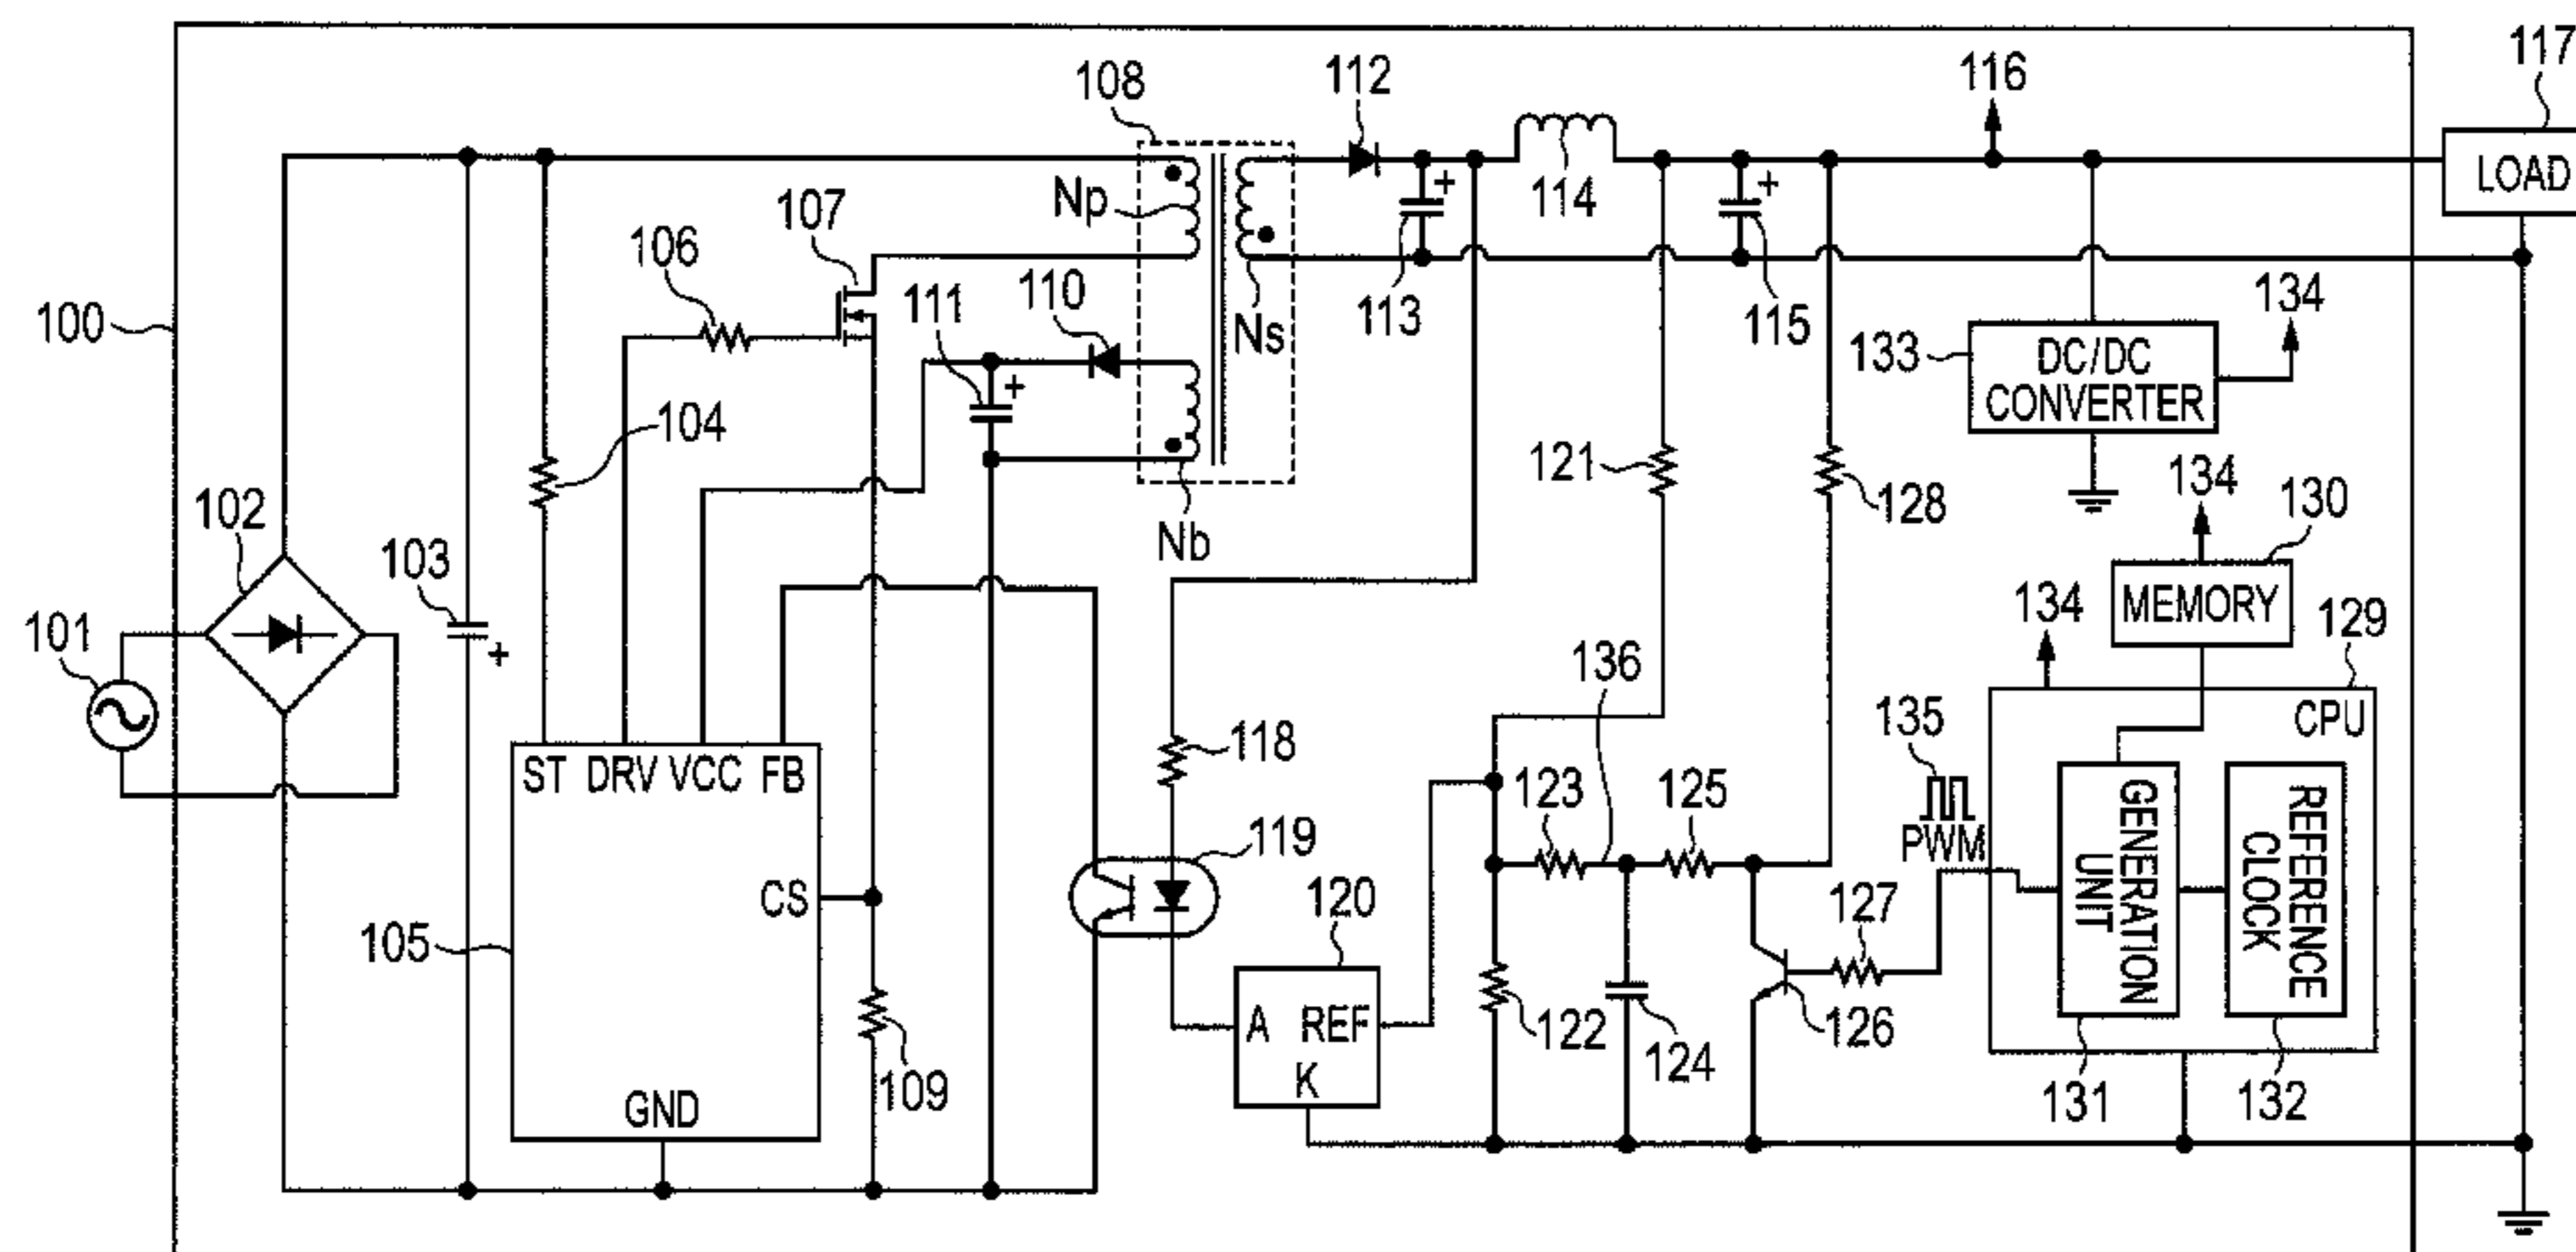 117
116
112
108
LOAD
Np
107
114
106
110
111
113
115
134
100
Ns
133
DC/DC
CONVERTER
104
121
134
130
102
128
Nb
103
MEMORY
101
134
129
136
135
CPU
118
ST DRV VCC FB
123
125
PWM
GENERATION
UNIT
REFERENCE
CLOCK
119
CS
120
127
105
A REF
122
126
K
124
109
131
132
GND
+
+
+
+